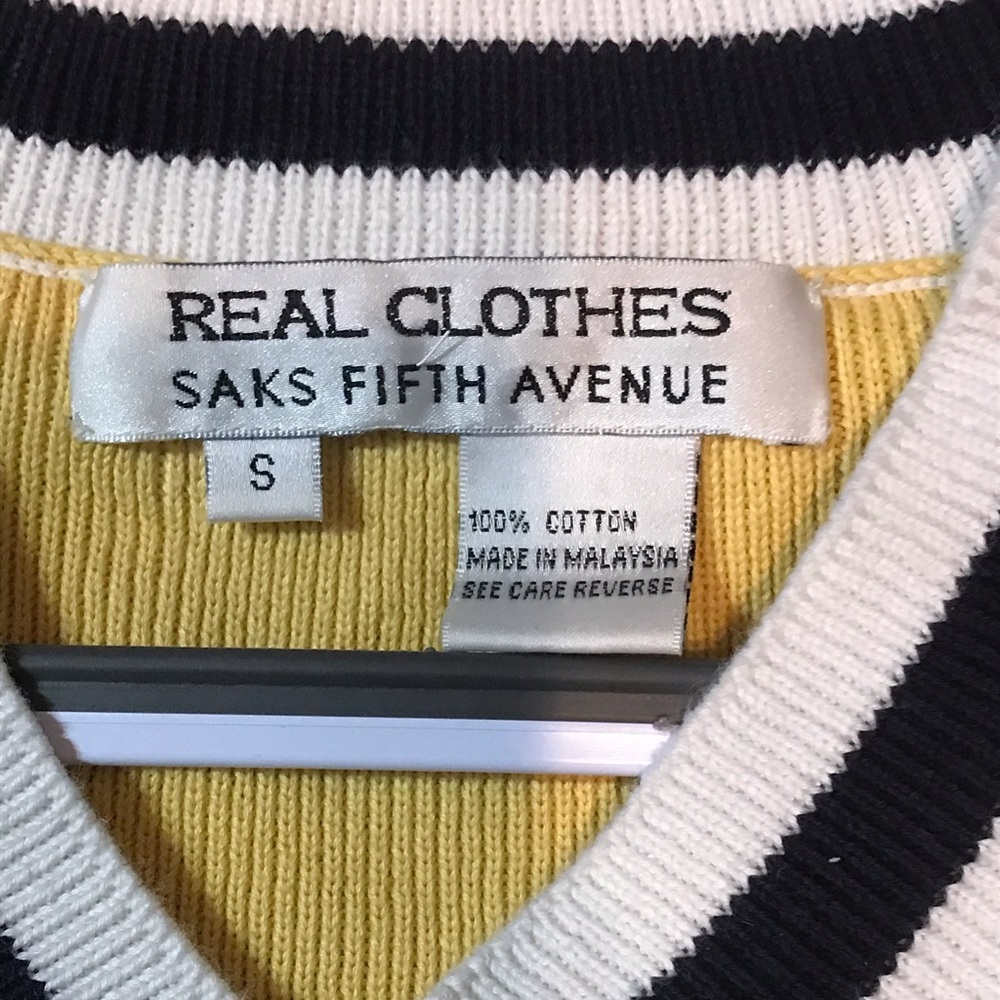 REAL CLOTHES
SAKS FIFTH AVENUE
S
100% COTTON
MADE IN MALAYSIA
SEE CARE REVERSE